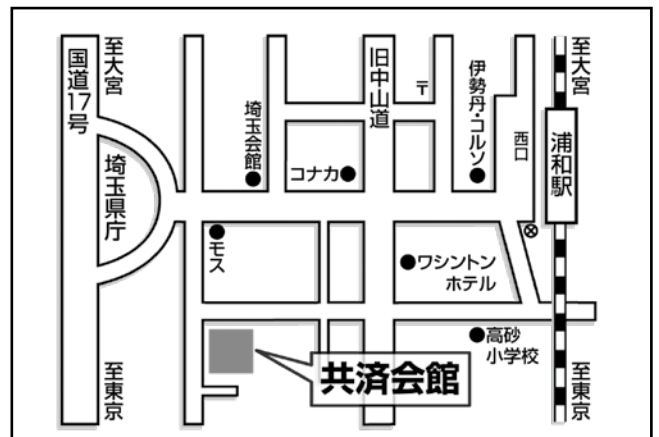 至大宮
国道17号
埼玉県庁
至東京
埼玉会館
コナカ
旧中山道
〒
伊勢丹・コルソ
西口
至大宮
浦和駅
モス
ワシントン
ホテル
高砂
小学校
共済会館
至東京